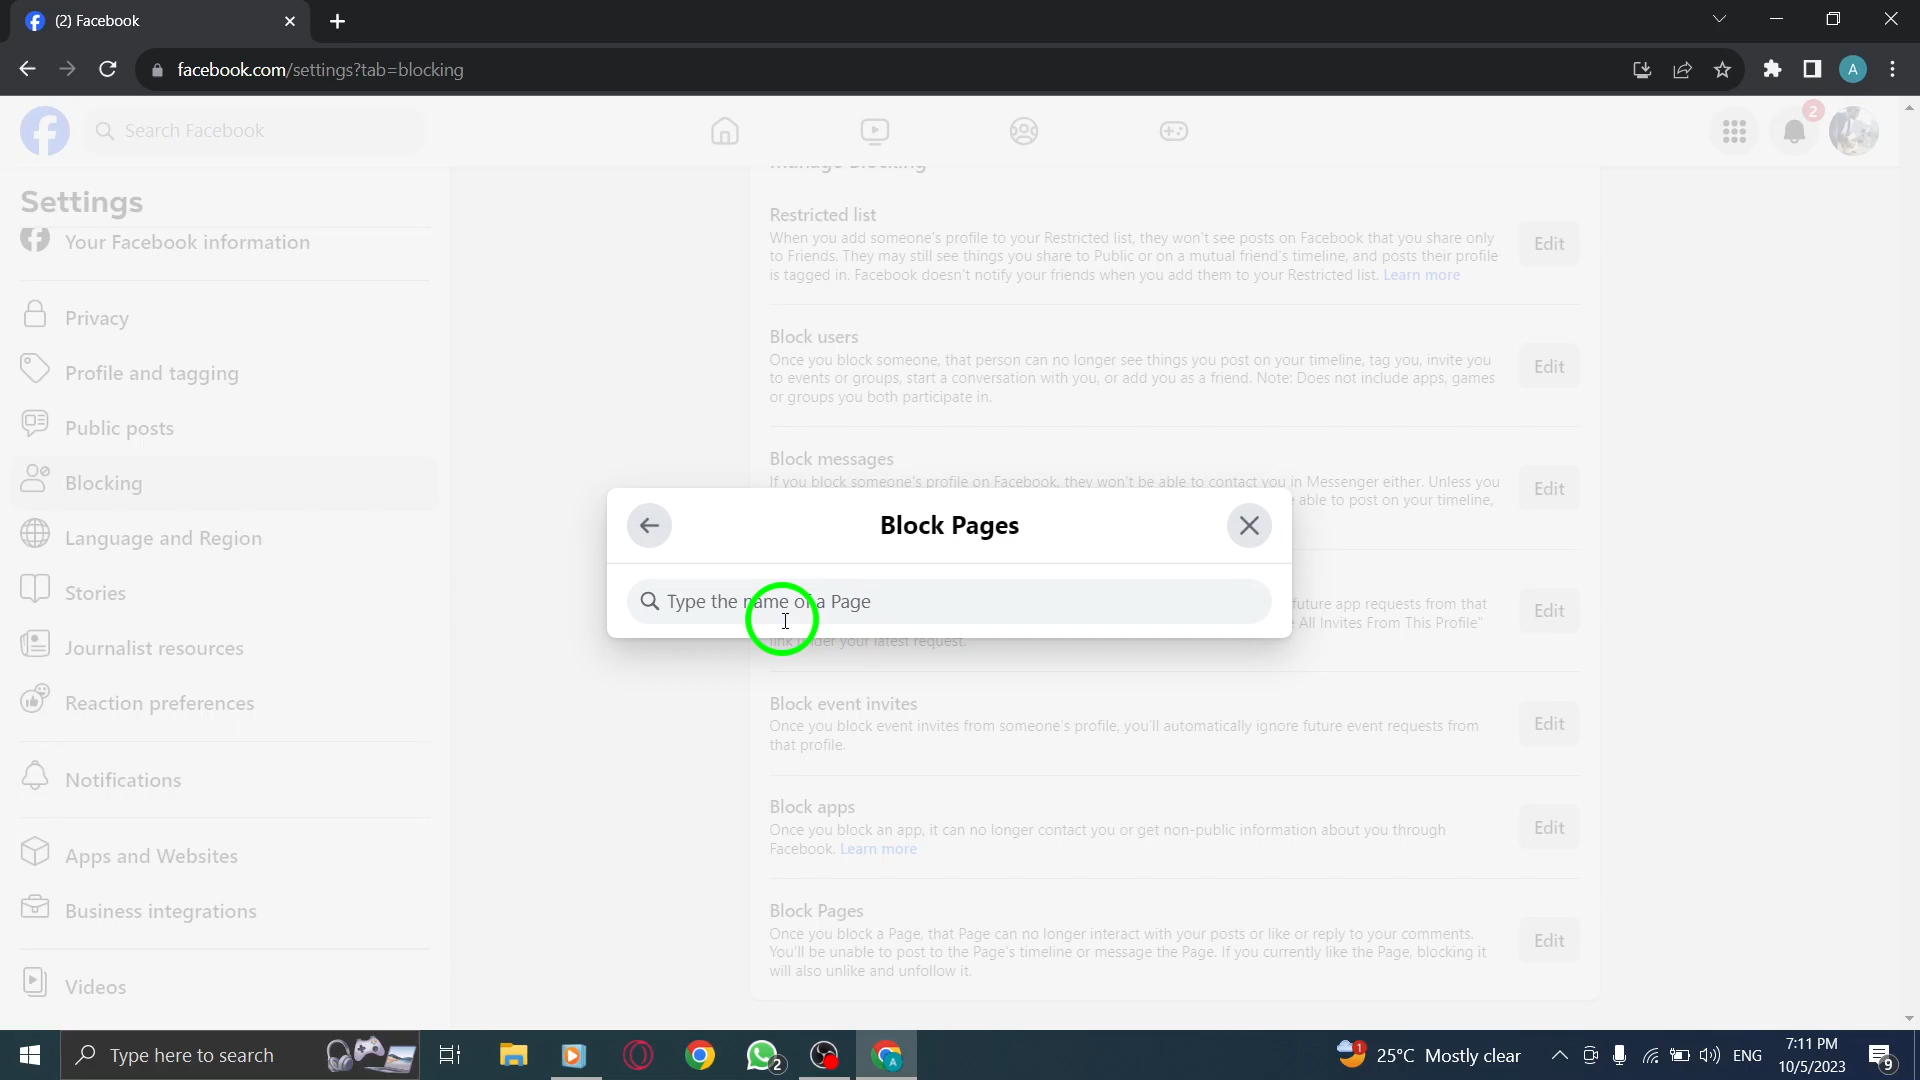 (2) Facebook
facebook.com/settings?tab=blocking
A
Search Facebook
2
Settings
Your Facebook information
Privacy
Profile and tagging
Public posts
Blocking
Language and Region
Stories
Journalist resources
Reaction preferences
Notifications
Apps and Websites
Business integrations
Videos
Manage Blocking
Restricted list
When you add someone's profile to your Restricted list, they won't see posts on Facebook that you share only
to Friends. They may still see things you share to Public or on a mutual friend's timeline, and posts their profile
is tagged in. Facebook doesn't notify your friends when you add them to your Restricted list. Learn more
Edit
Block users
Once you block someone, that person can no longer see things you post on your timeline, tag you, invite you
to events or groups, start a conversation with you, or add you as a friend. Note: Does not include apps, games
or groups you both participate in.
Edit
Block messages
If you block someone's profile on Facebook, they won't be able to contact you in Messenger either. Unless you
able to post on your timeline,
Edit
Block Pages
Type the name of a Page
future app requests from that
All Invites From This Profile"
link under your latest request.
Edit
Block event invites
Once you block event invites from someone's profile, you'll automatically ignore future event requests from
that profile.
Edit
Block apps
Once you block an app, it can no longer contact you or get non-public information about you through
Facebook. Learn more
Edit
Block Pages
Once you block a Page, that Page can no longer interact with your posts or like or reply to your comments.
You'll be unable to post to the Page's timeline or message the Page. If you currently like the Page, blocking it
will also unlike and unfollow it.
Edit
Type here to search
2
A
1
25°C Mostly clear
ENG
7:11 PM
10/5/2023
9